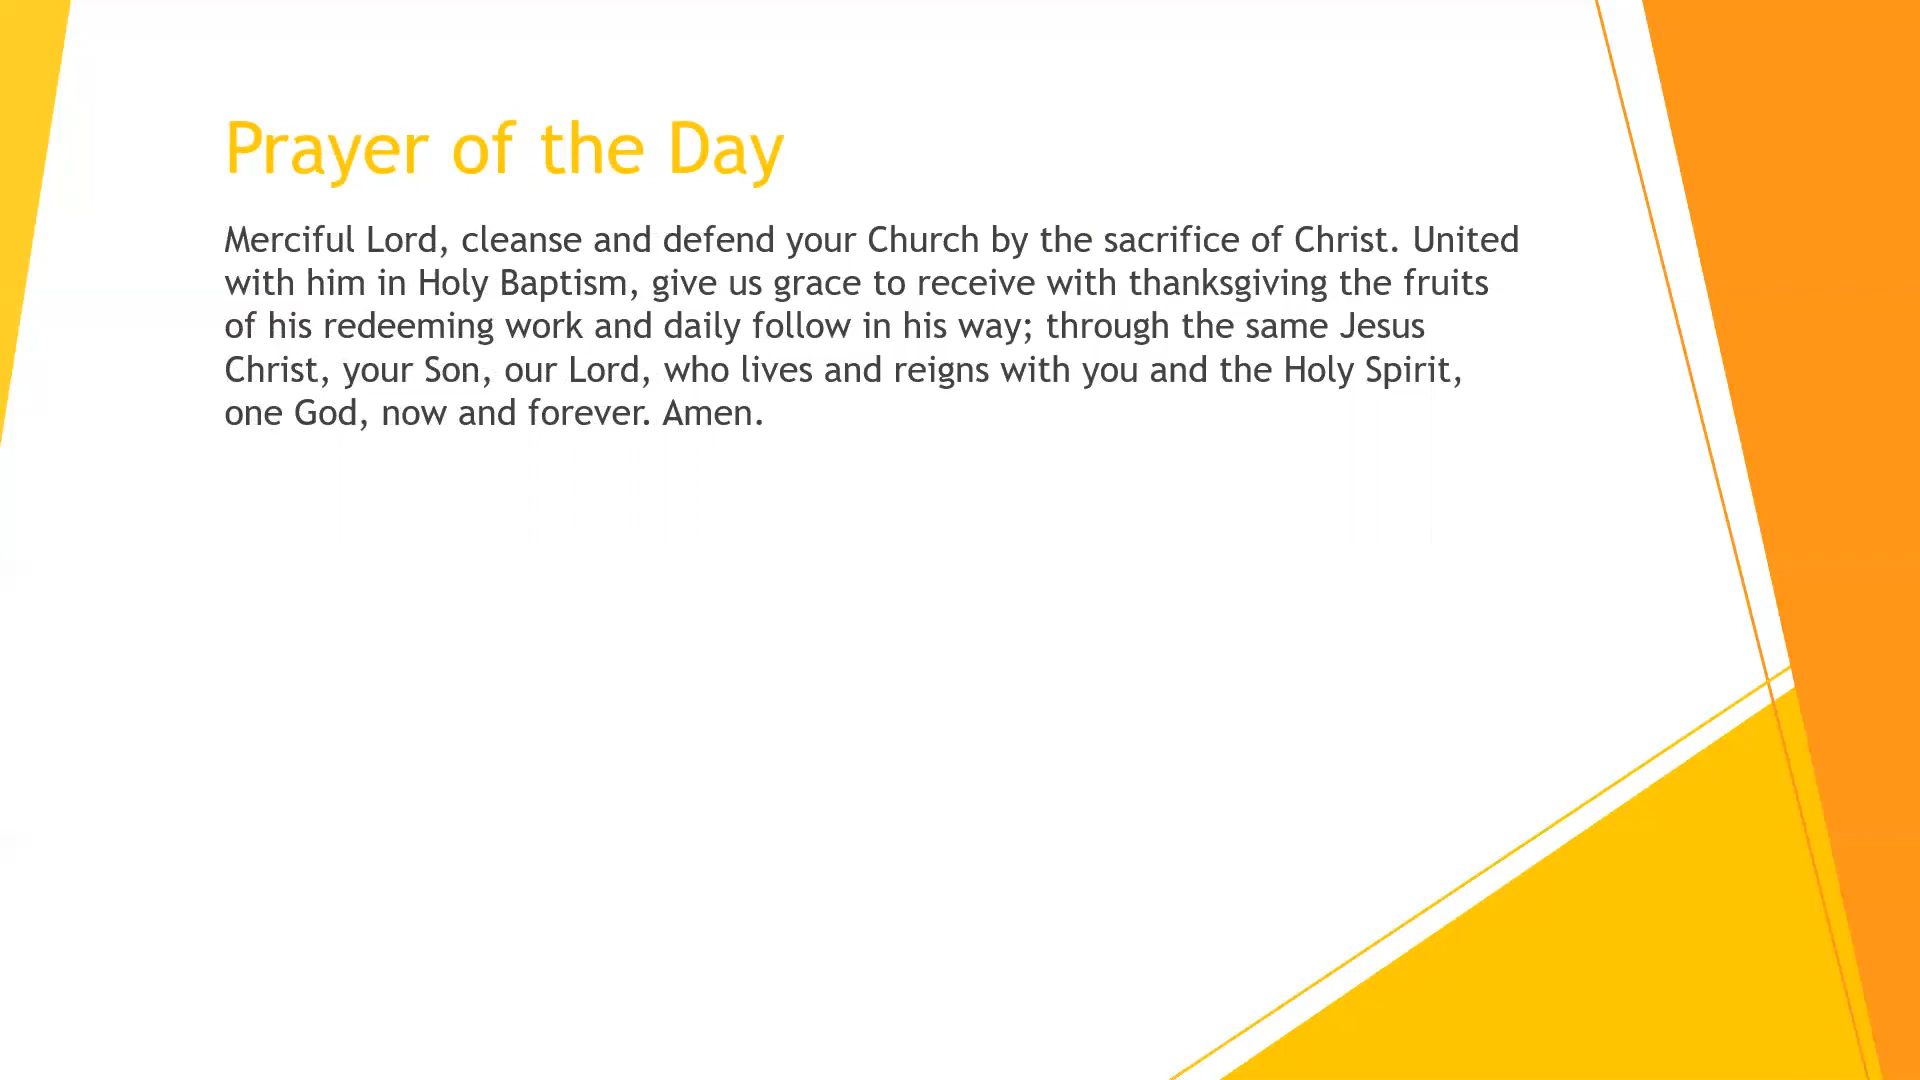 Prayer of the Day
Merciful Lord, cleanse and defend your Church by the sacrifice of Christ. United
with him in Holy Baptism, give us grace to receive with thanksgiving the fruits
of his redeeming work and daily follow in his way; through the same Jesus
Christ, your Son, our Lord, who lives and reigns with you and the Holy Spirit,
one God, now and forever. Amen.